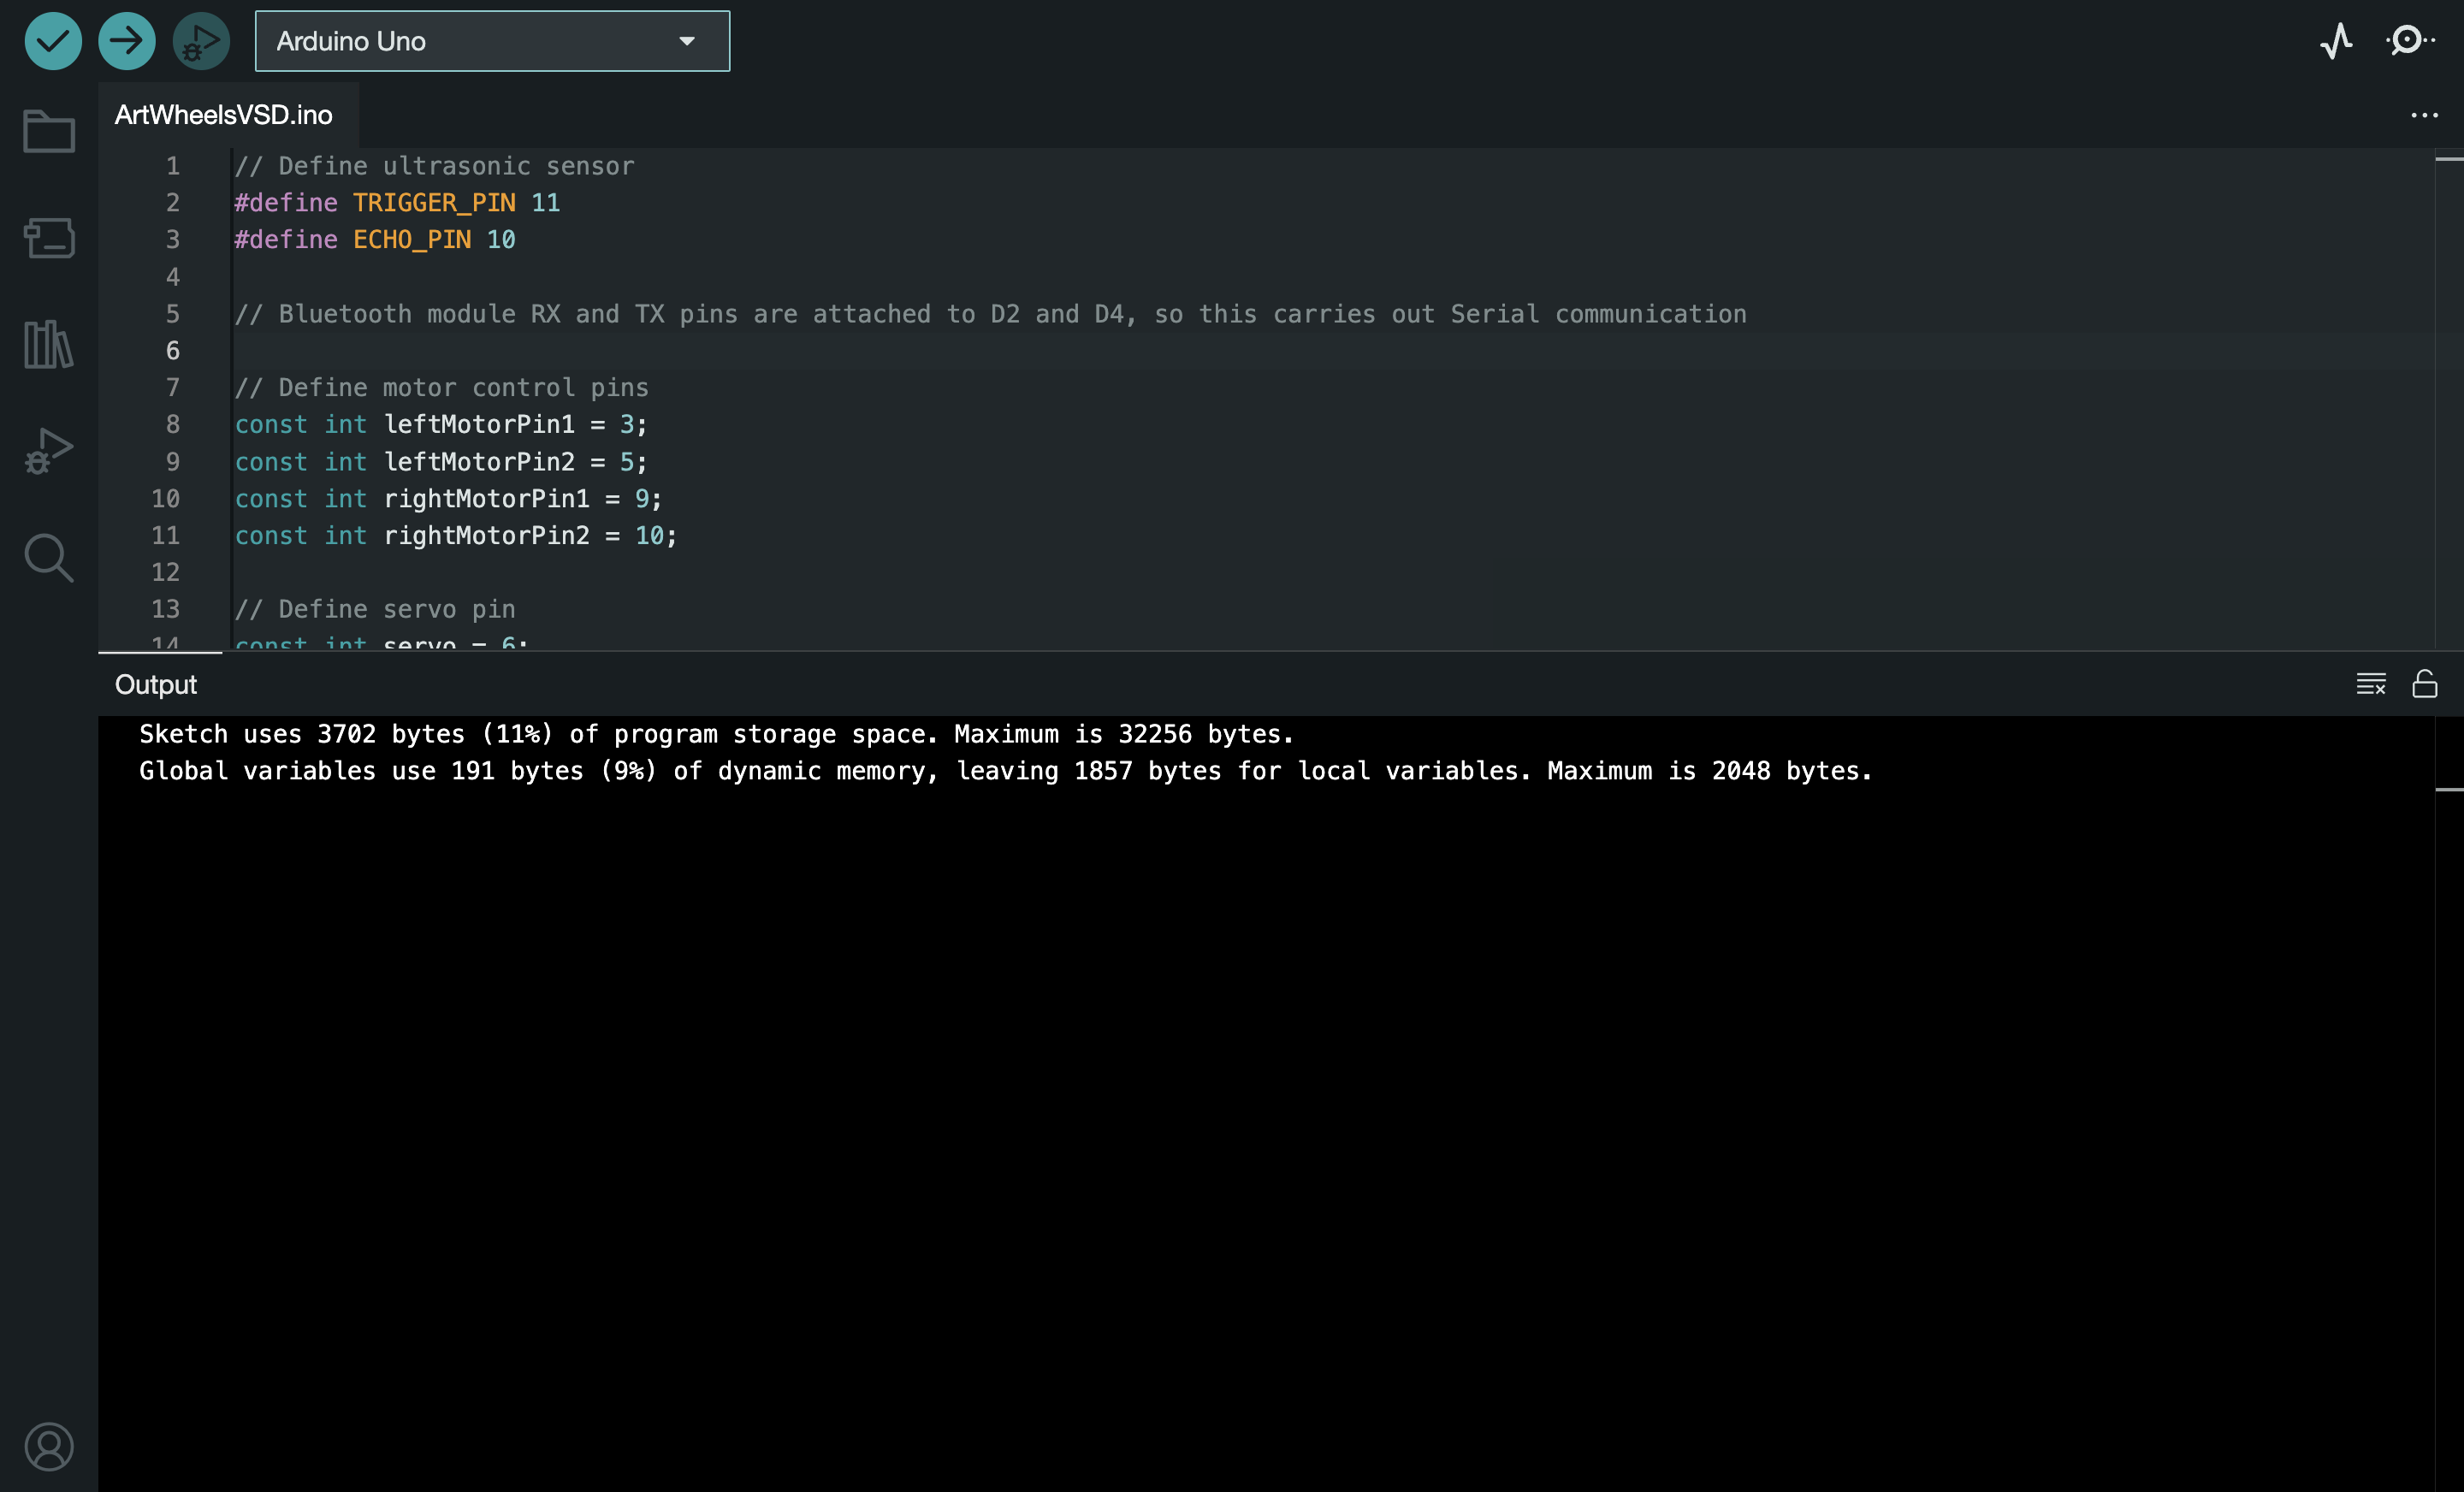 Arduino Uno
ArtWheelsVSD.ino
1 // Define ultrasonic sensor
2 #define TRIGGER_PIN 11
3 #define ECHO_PIN 10
4
5 // Bluetooth module RX and TX pins are attached to D2 and D4, so this carries out Serial communication
6
7 // Define motor control pins
8 const int leftMotorPin1 = 3;
9 const int leftMotorPin2 = 5;
10 const int rightMotorPin1 = 9;
11 const int rightMotorPin2 = 10;
12
13 // Define servo pin
14 const int servo = 6;
Output
Sketch uses 3702 bytes (11%) of program storage space. Maximum is 32256 bytes.
Global variables use 191 bytes (9%) of dynamic memory, leaving 1857 bytes for local variables. Maximum is 2048 bytes.